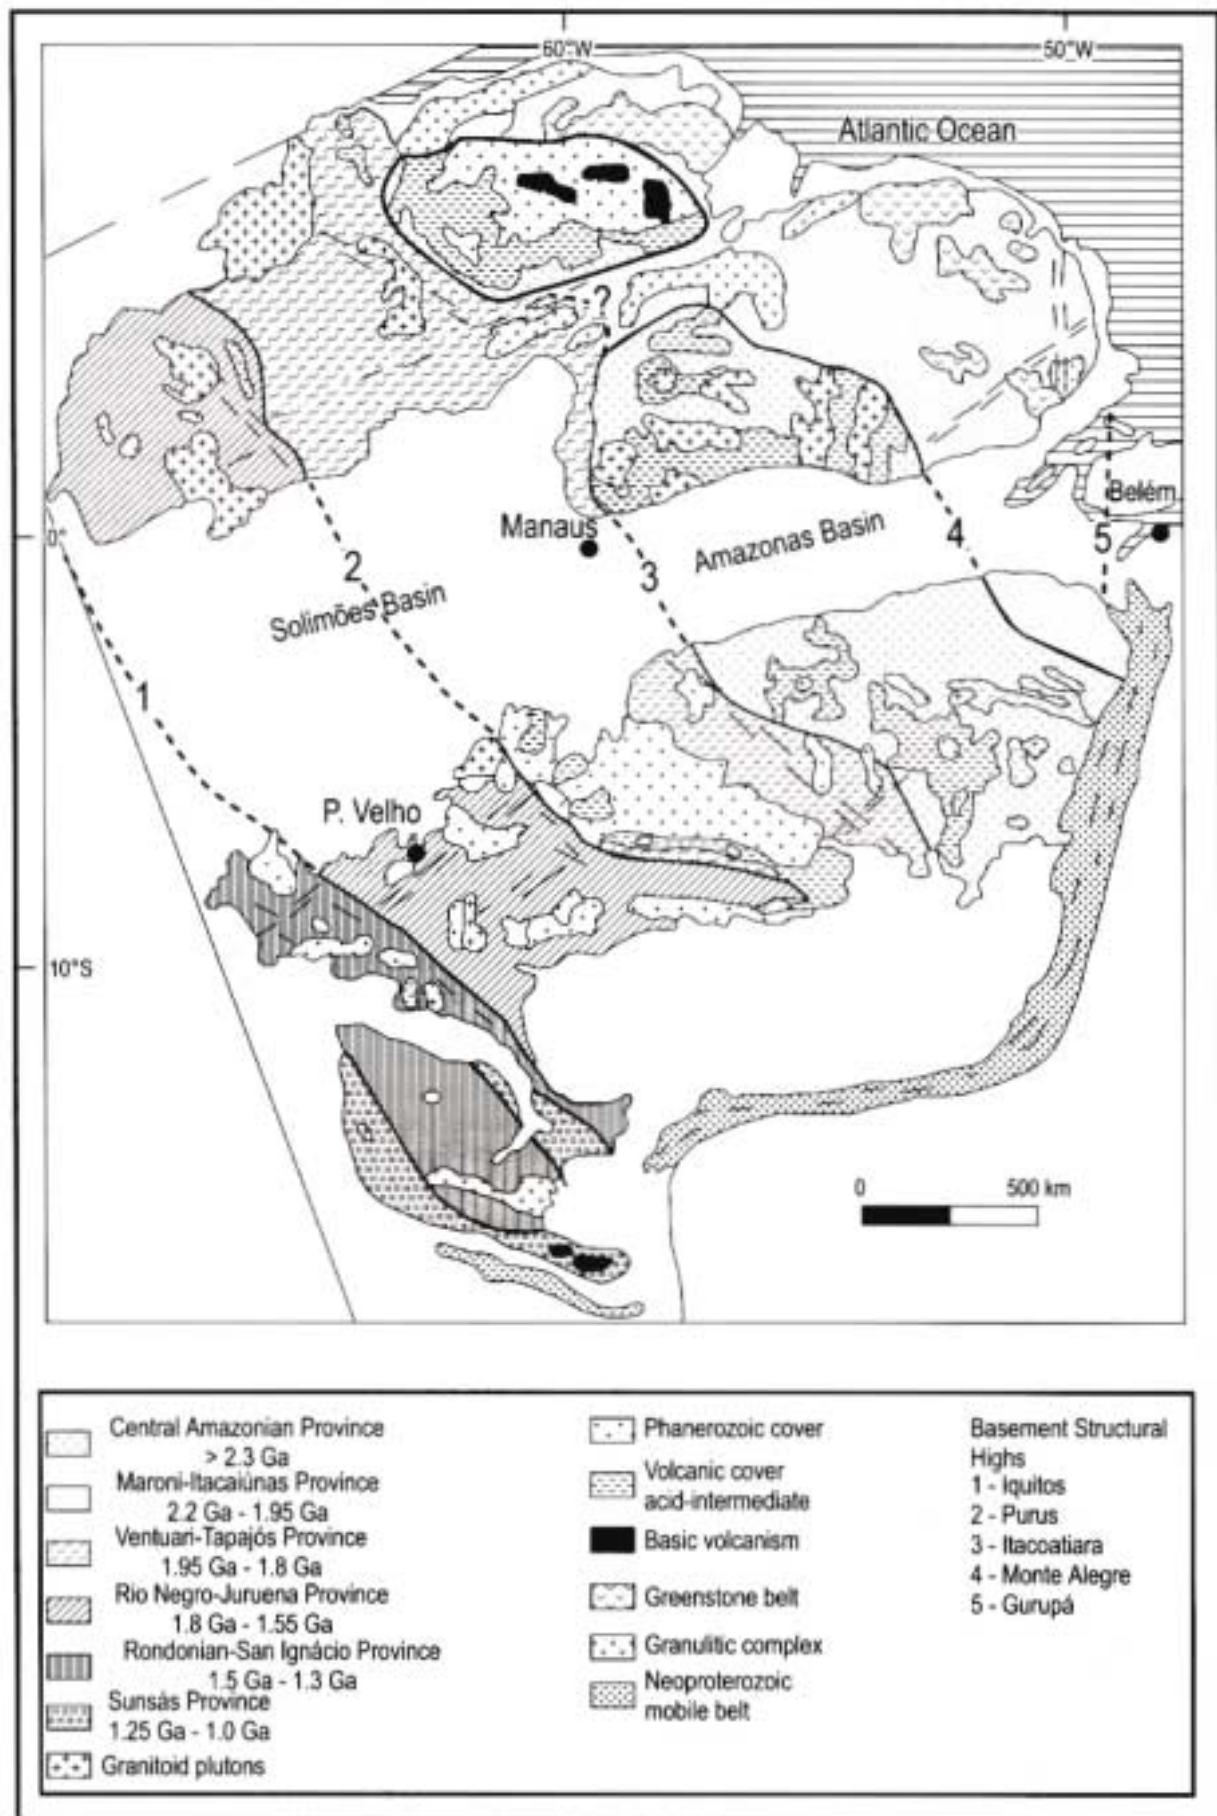 60°W
50°W
Atlantic Ocean
?
0°
Manaus
Belém
2
3
4
5
Amazonas Basin
Solimões Basin
1
P. Velho
10°S
0 500 km
Central Amazonian Province
> 2.3 Ga
Maroni-Itacaiúnas Province
2.2 Ga - 1.95 Ga
Ventuari-Tapajós Province
1.95 Ga - 1.8 Ga
Rio Negro-Juruena Province
1.8 Ga - 1.55 Ga
Rondonian-San Ignácio Province
1.5 Ga - 1.3 Ga
Sunsás Province
1.25 Ga - 1.0 Ga
Granitoid plutons
Phanerozoic cover
Volcanic cover
acid-intermediate
Basic volcanism
Greenstone belt
Granulitic complex
Neoproterozoic
mobile belt
Basement Structural
Highs
1 - Iquitos
2 - Purus
3 - Itacoatiara
4 - Monte Alegre
5 - Gurupá